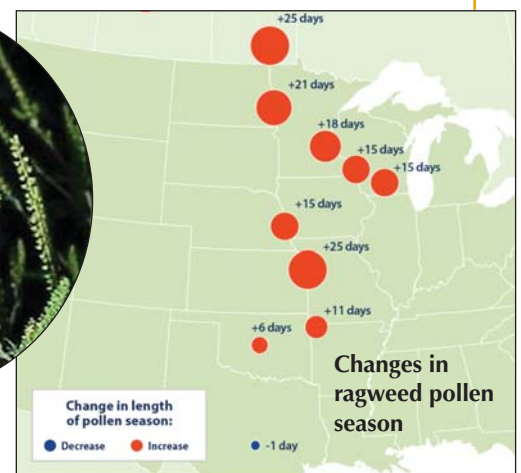 +25 days
+21 days
+18 days
+15 days
+15 days
+15 days
+25 days
+11 days
+6 days
Changes in
ragweed pollen
season
Change in length
of pollen season:
Decrease
Increase
-1 day